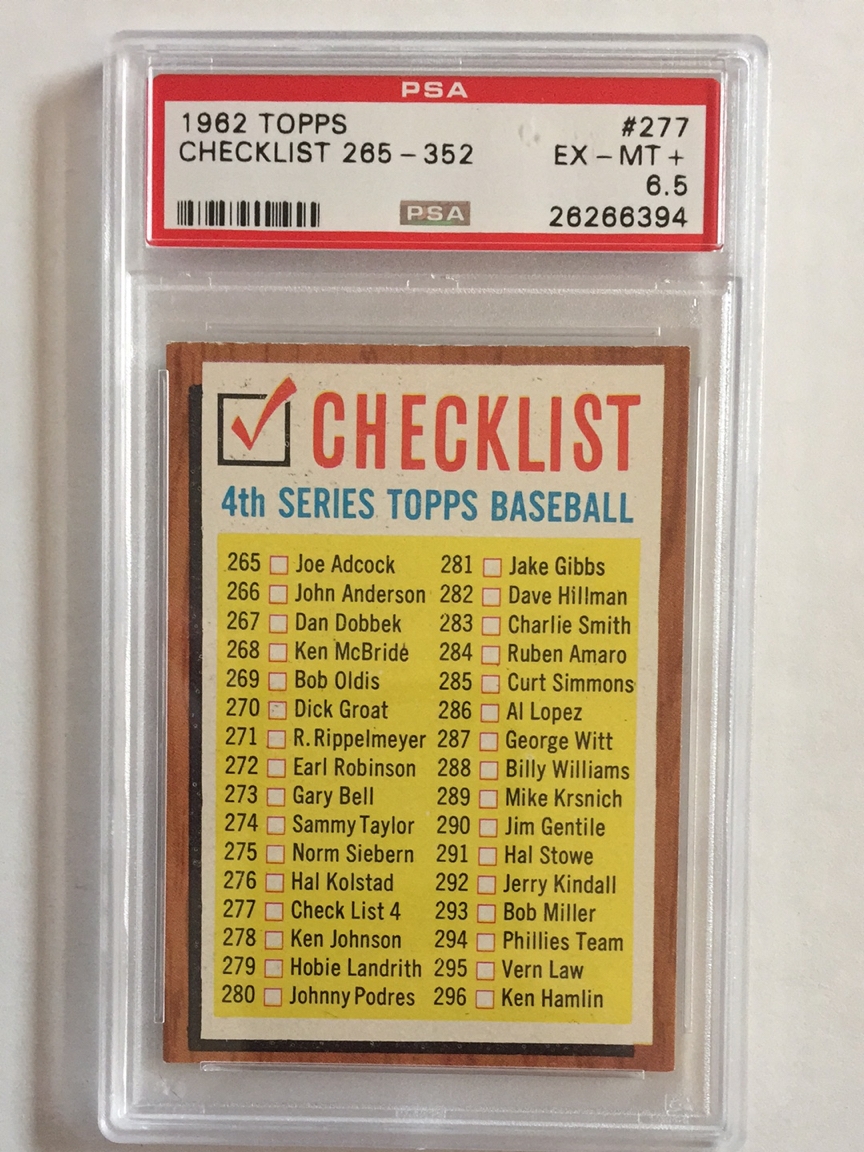 PSA
1962 TOPPS #277
CHECKLIST 265 - 352 EX - MT +
6.5
PSA 26266394
CHECKLIST
4th SERIES TOPPS BASEBALL
265 Joe Adcock 281 Jake Gibbs
266 John Anderson 282 Dave Hillman
267 Dan Dobbek 283 Charlie Smith
268 Ken McBride 284 Ruben Amaro
269 Bob Oldis 285 Curt Simmons
270 Dick Groat 286 Al Lopez
271 R. Rippelmeyer 287 George Witt
272 Earl Robinson 288 Billy Williams
273 Gary Bell 289 Mike Krsnich
274 Sammy Taylor 290 Jim Gentile
275 Norm Siebern 291 Hal Stowe
276 Hal Kolstad 292 Jerry Kindall
277 Check List 4 293 Bob Miller
278 Ken Johnson 294 Phillies Team
279 Hobie Landrith 295 Vern Law
280 Johnny Podres 296 Ken Hamlin